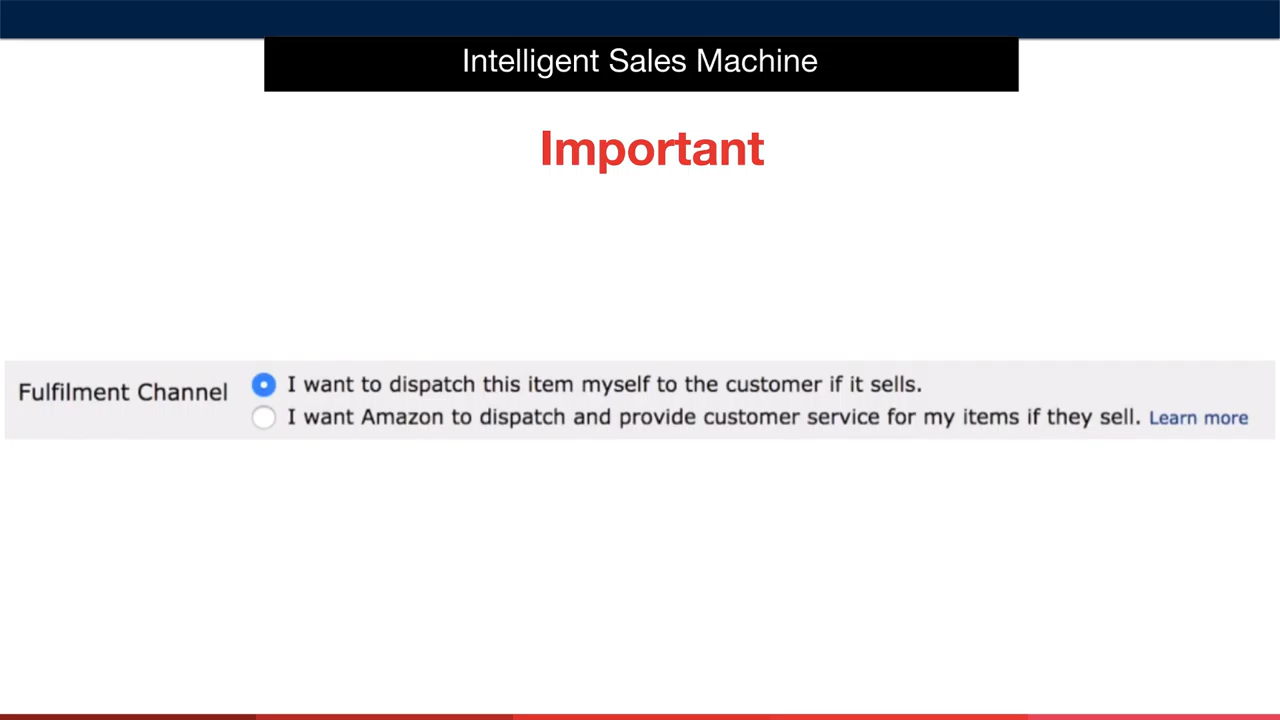 Intelligent Sales Machine
Important
Fulfilment Channel
I want to dispatch this item myself to the customer if it sells.
I want Amazon to dispatch and provide customer service for my items if they sell. Learn more